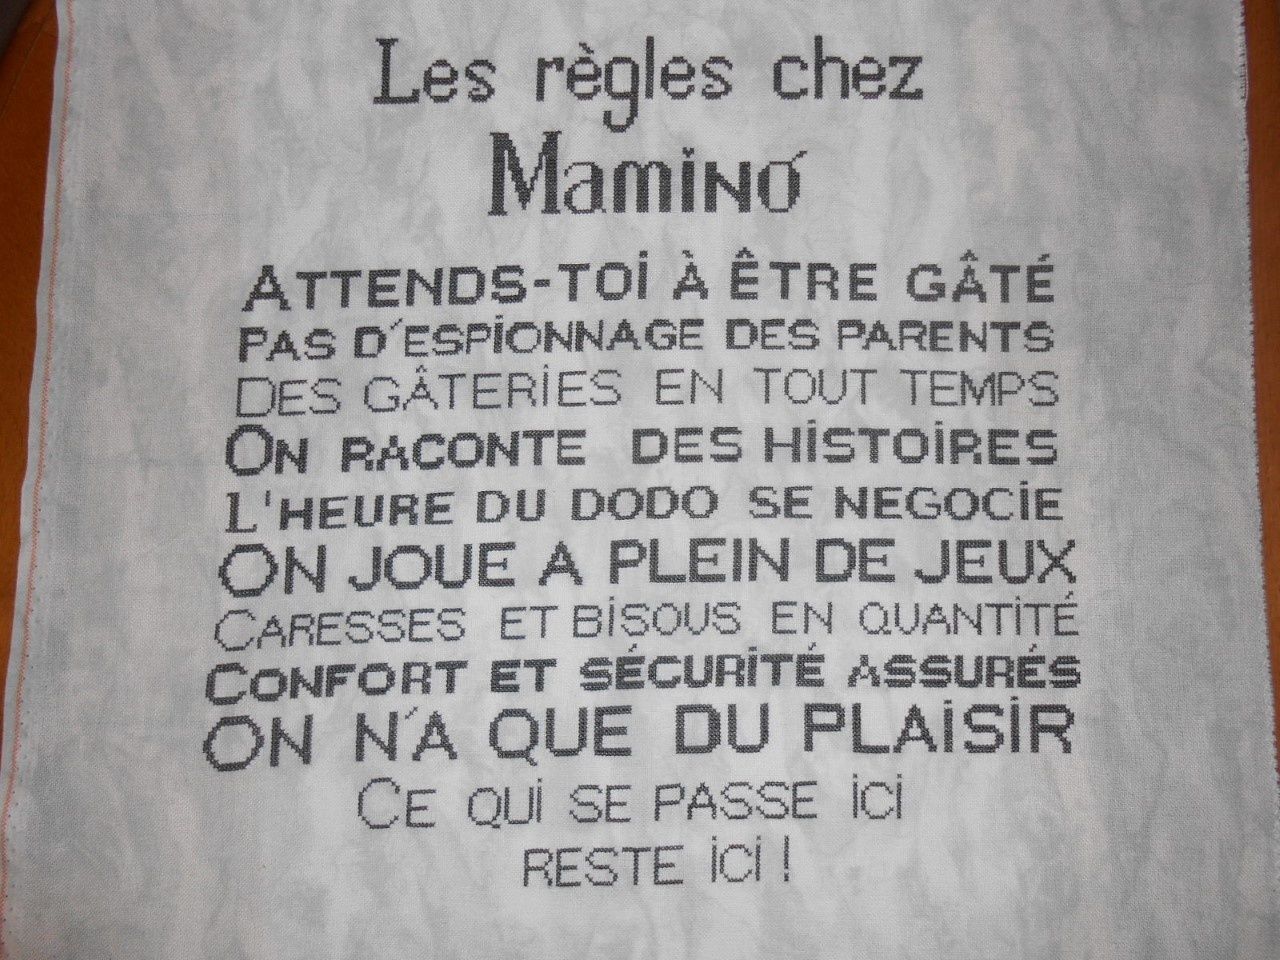 Les règles chez
Maminó
ATTENDS-TOI À ÊTRE GÂTÉ
PAS D'ESPIONNAGE DES PARENTS
DES GÂTERIES EN TOUT TEMPS
ON RACONTE DES HISTOIRES
L'HEURE DU DODO SE NEGOCIE
ON JOUE A PLEIN DE JEUX
CARESSES ET BISOUS EN QUANTITÉ
CONFORT ET SÉCURITÉ ASSURÉS
ON N'A QUE DU PLAISIR
CE QUI SE PASSE ICI
RESTE ICI !